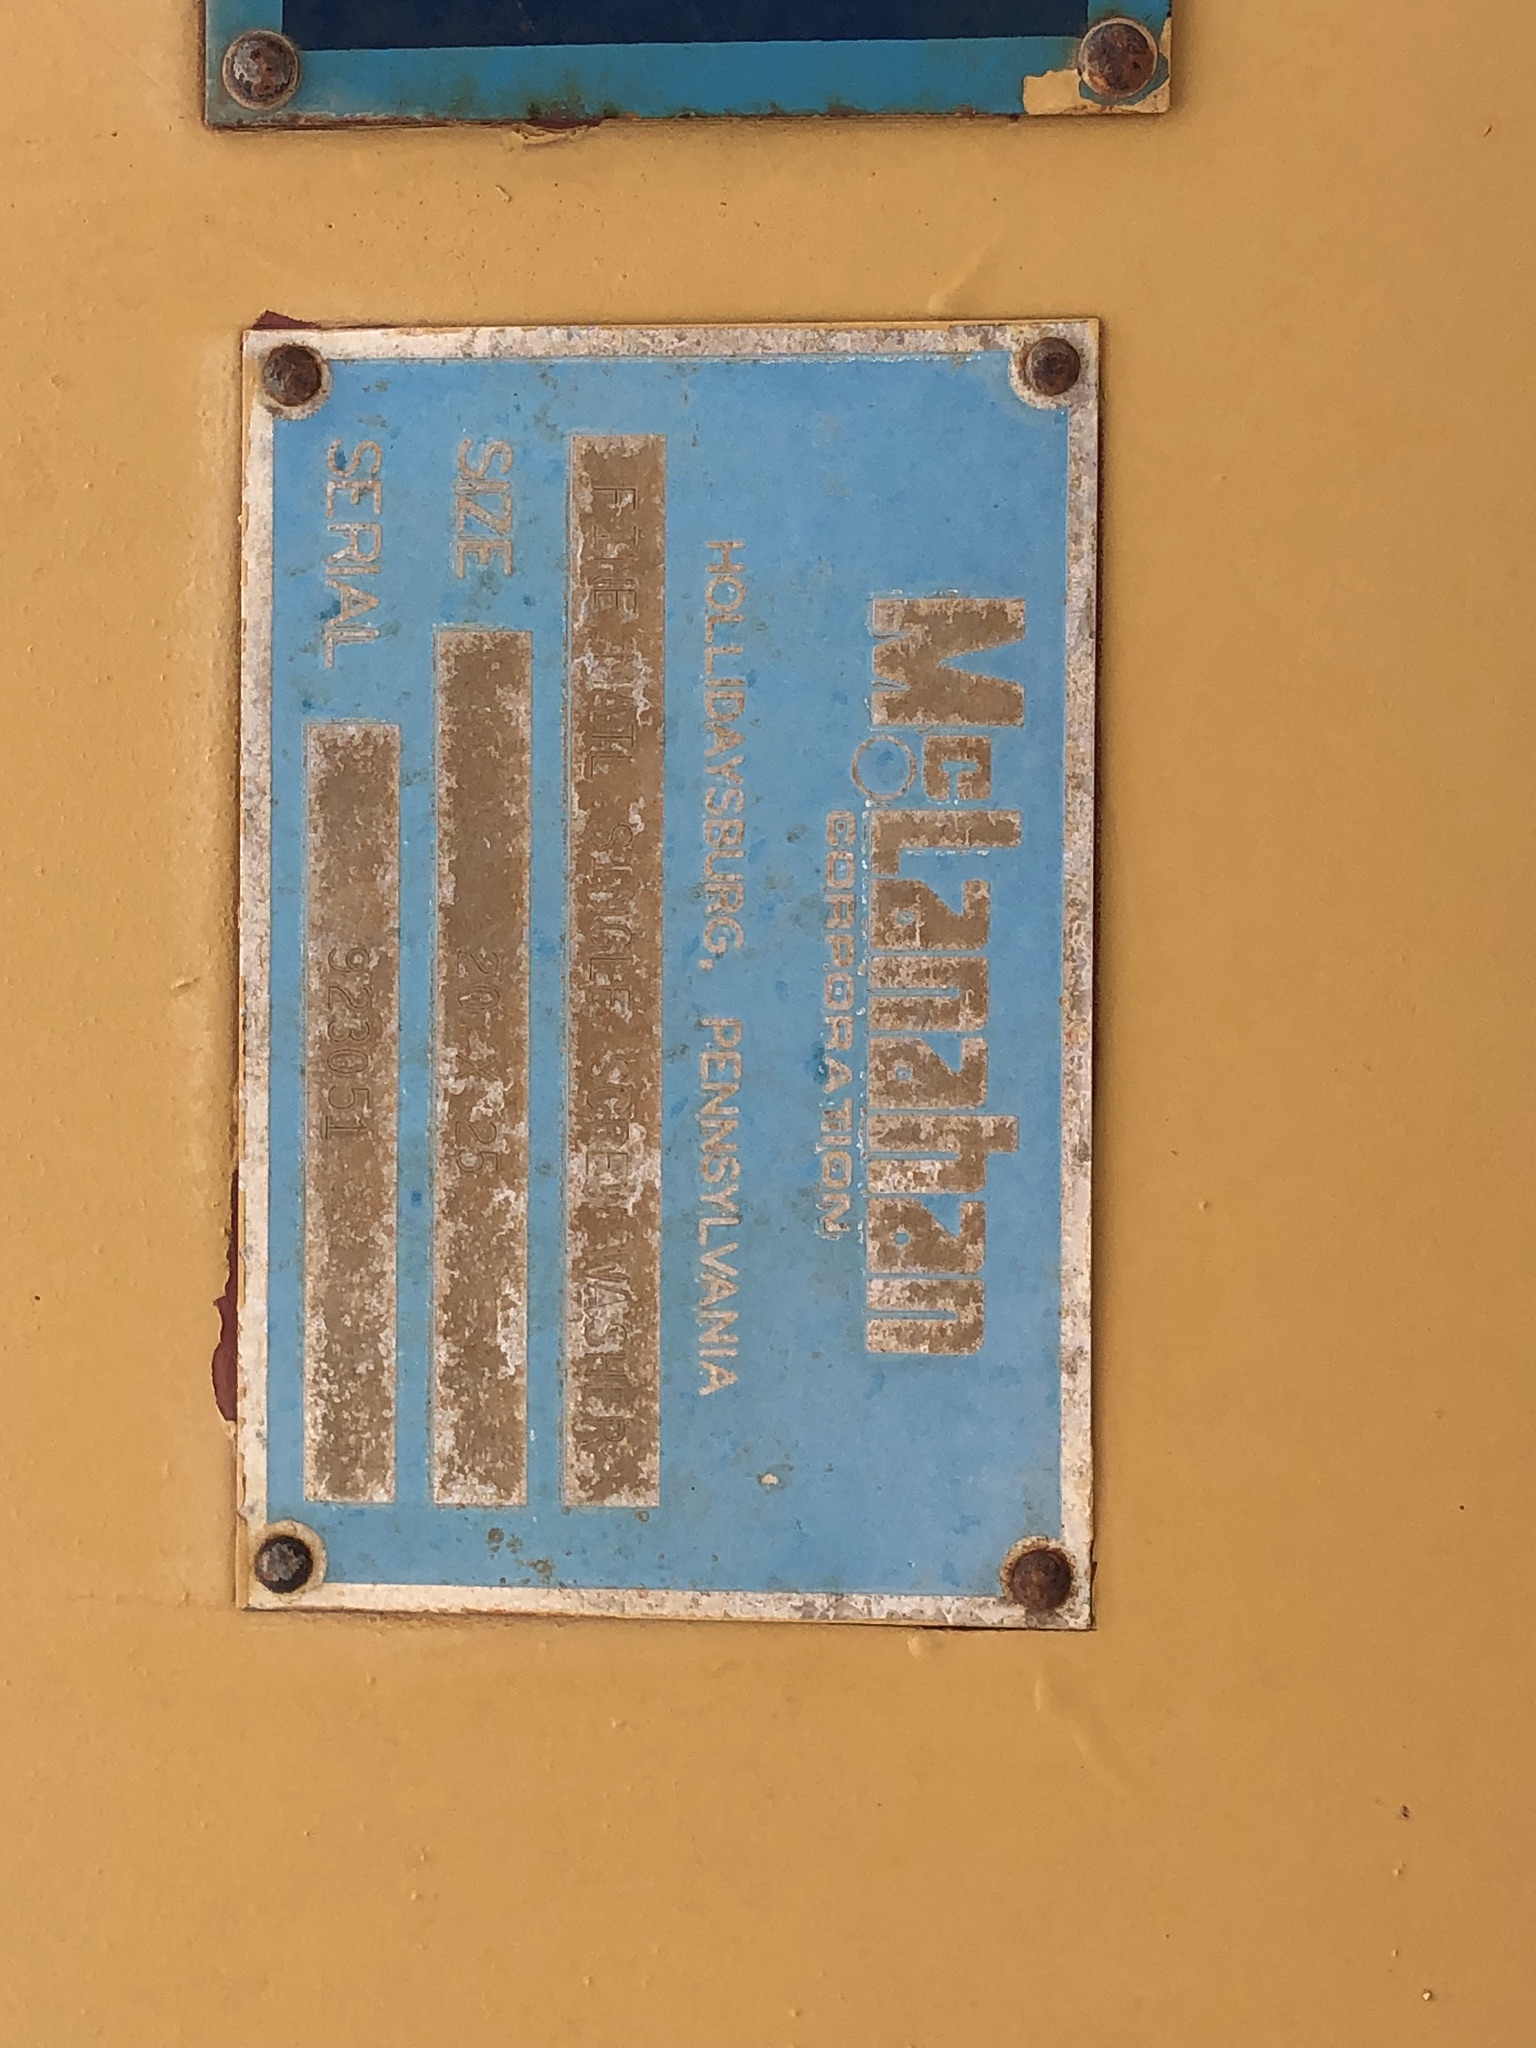 McLanahan
CORPORATION
HOLLIDAYSBURG, PENNSYLVANIA
FINE MATL SINGLE SCREW WASHER
SIZE 20 X 25
SERIAL 923051